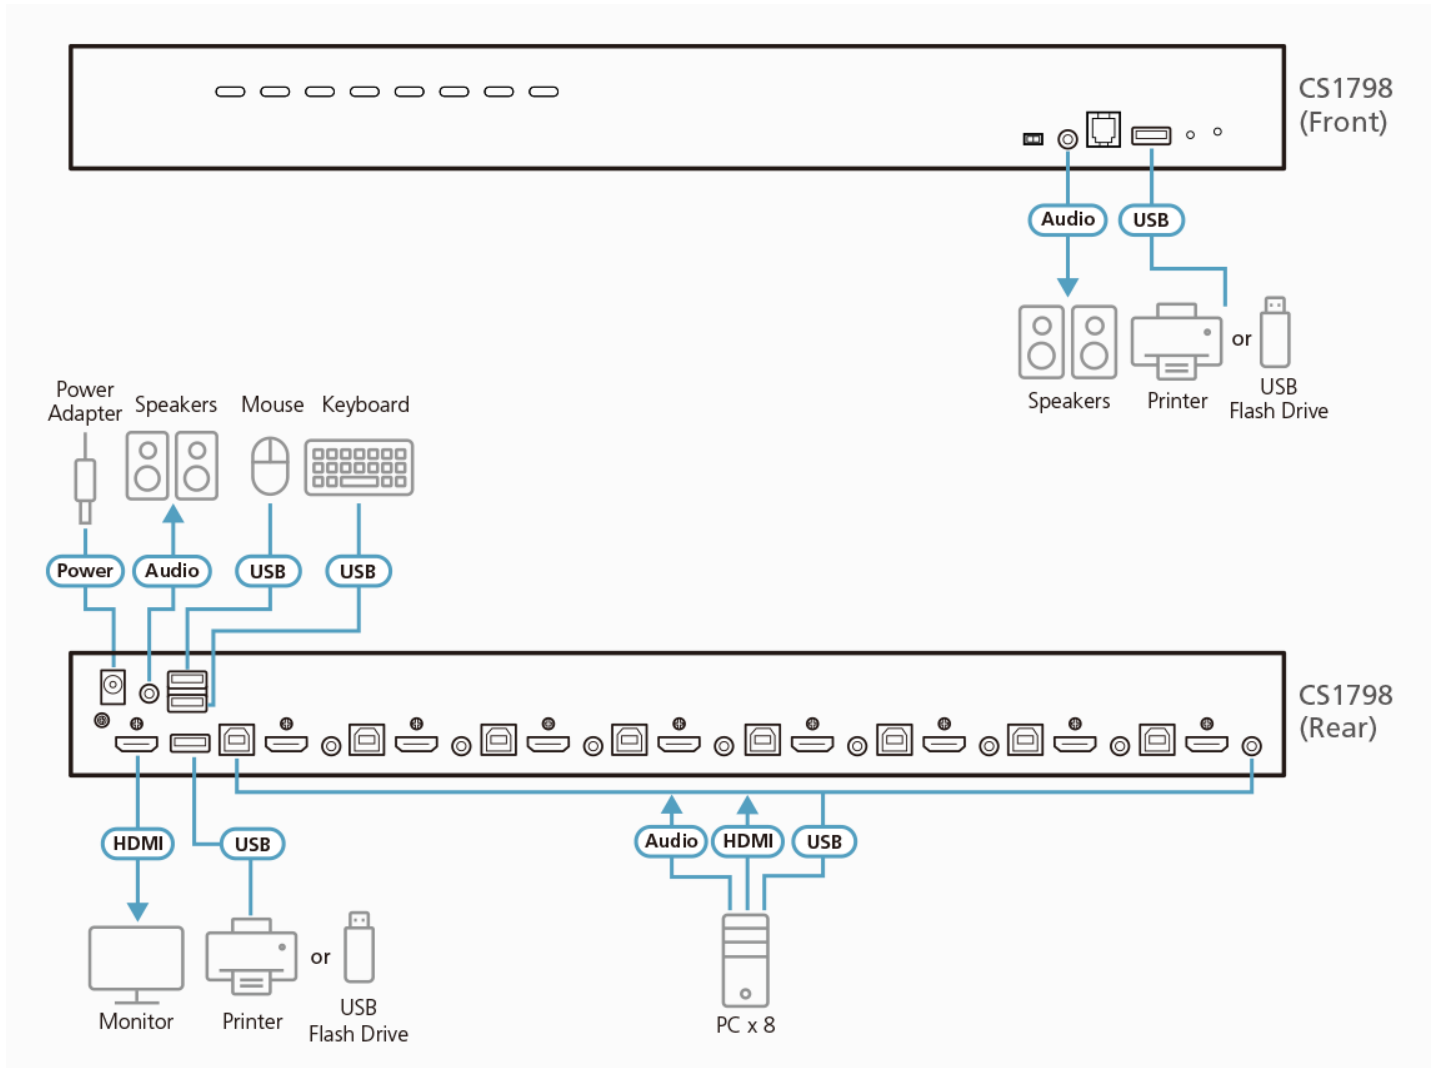 CS1798
(Front)
Audio
USB
or
Speakers
Printer
USB
Flash Drive
Power
Adapter
Speakers
Mouse
Keyboard
Power
Audio
USB
USB
CS1798
(Rear)
HDMI
USB
Audio
HDMI
USB
or
Monitor
Printer
USB
Flash Drive
PC x 8